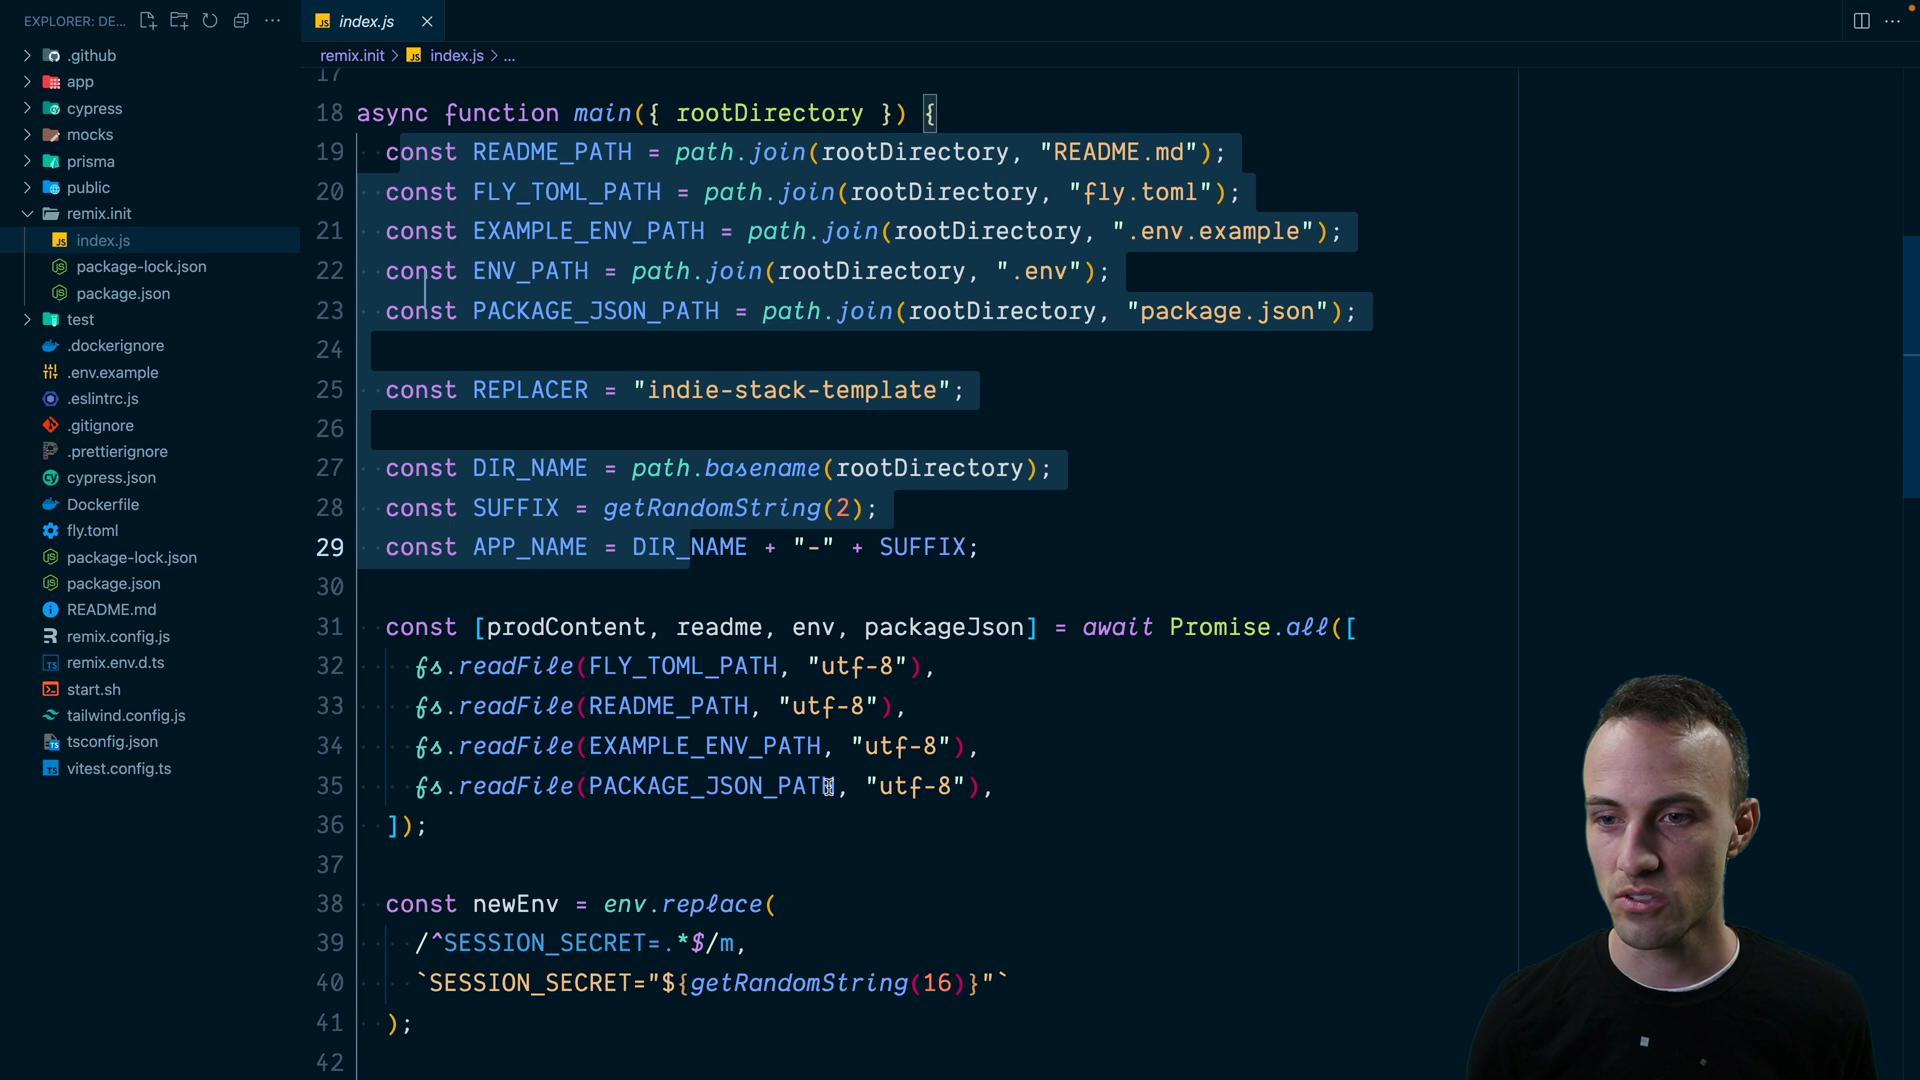 EXPLORER: DE...
index.js
.github
app
cypress
mocks
prisma
public
remix.init
index.js
package-lock.json
package.json
test
.dockerignore
.env.example
.eslintrc.js
.gitignore
.prettierignore
cypress.json
Dockerfile
fly.toml
package-lock.json
package.json
README.md
remix.config.js
remix.env.d.ts
start.sh
tailwind.config.js
tsconfig.json
vitest.config.ts
remix.init > JS index.js > ...
17
18 async function main({ rootDirectory }) {
19 const README_PATH = path.join(rootDirectory, "README.md");
20 const FLY_TOML_PATH = path.join(rootDirectory, "fly.toml");
21 const EXAMPLE_ENV_PATH = path.join(rootDirectory, ".env.example");
22 const ENV_PATH = path.join(rootDirectory, ".env");
23 const PACKAGE_JSON_PATH = path.join(rootDirectory, "package.json");
24
25 const REPLACER = "indie-stack-template";
26
27 const DIR_NAME = path.basename(rootDirectory);
28 const SUFFIX = getRandomString(2);
29 const APP_NAME = DIR_NAME + "-" + SUFFIX;
30
31 const [prodContent, readme, env, packageJson] = await Promise.all([
32 fs.readFile(FLY_TOML_PATH, "utf-8"),
33 fs.readFile(README_PATH, "utf-8"),
34 fs.readFile(EXAMPLE_ENV_PATH, "utf-8"),
35 fs.readFile(PACKAGE_JSON_PATH, "utf-8"),
36 ]);
37
38 const newEnv = env.replace(
39 /^SESSION_SECRET=.*$/m,
40 `SESSION_SECRET="${getRandomString(16)}"`
41 );
42